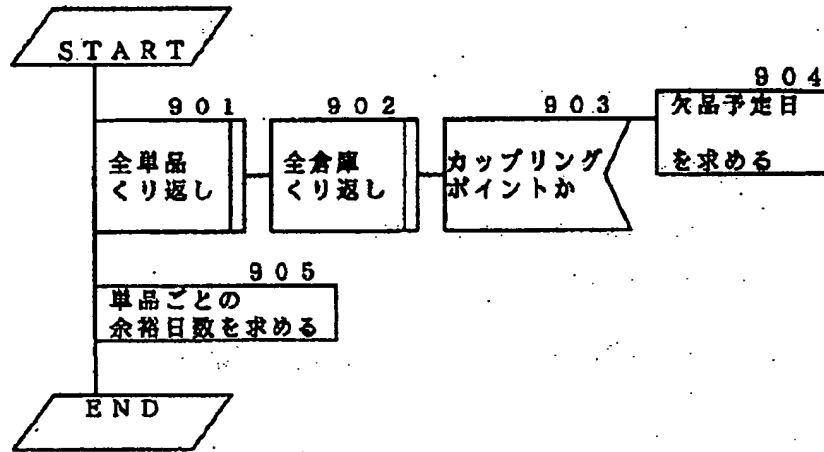 START
901
全単品
くり返し
902
全倉庫
くり返し
903
カップリング
ポイントか
904
欠品予定日
を求める
905
単品ごとの
余裕日数を求める
END